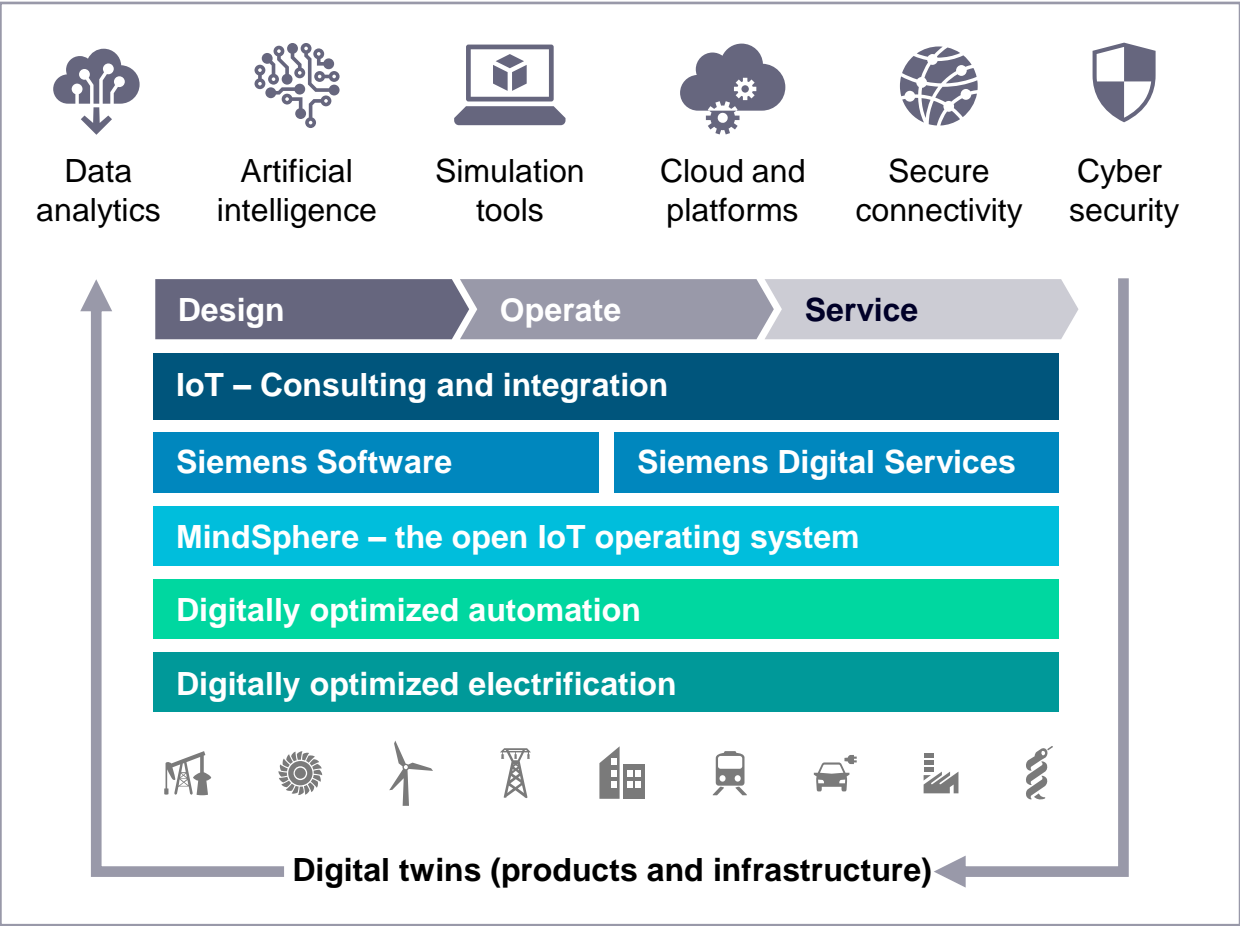 Data
analytics
Artificial
intelligence
Simulation
tools
Cloud and
platforms
Secure
connectivity
Cyber
security
Design
Operate
Service
IoT – Consulting and integration
Siemens Software
Siemens Digital Services
MindSphere – the open IoT operating system
Digitally optimized automation
Digitally optimized electrification
Digital twins (products and infrastructure)